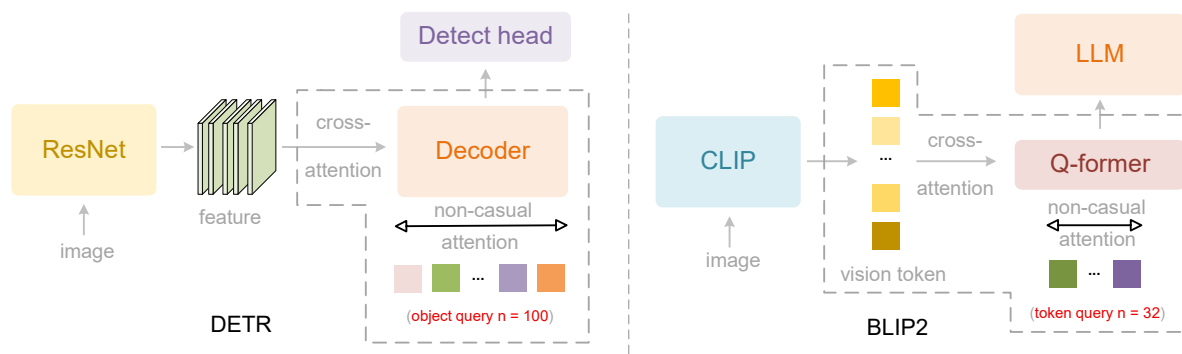 Detect head
ResNet
cross-
attention
Decoder
feature
image
non-casual
attention
...
(object query n = 100)
DETR
LLM
CLIP
...
cross-
attention
Q-former
image
vision token
non-casual
attention
...
(token query n = 32)
BLIP2